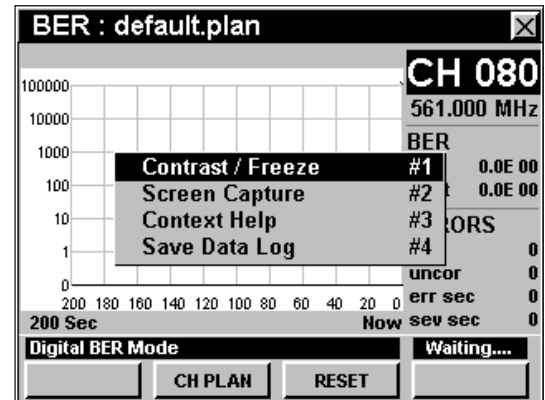 BER : default.plan
CH 080
561.000 MHz
BER
0.0E 00
0.0E 00
0
uncor 0
err sec 0
sev sec 0
100000
10000
1000
100
10
1
0
200 180 160 140 120 100 80 60 40 20 0
200 Sec Now
Contrast / Freeze #1
Screen Capture #2
Context Help #3
Save Data Log #4
Digital BER Mode Waiting....
CH PLAN RESET